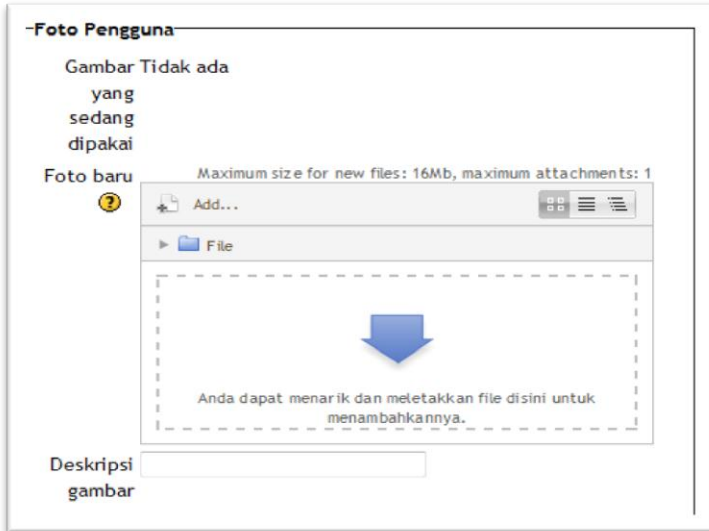 Foto Pengguna
Gambar Tidak ada
yang
sedang
dipakai
Foto baru
Maximum size for new files: 16Mb, maximum attachments: 1
Add...
File
Anda dapat menarik dan meletakkan file disini untuk
menambahkannya.
Deskripsi
gambar